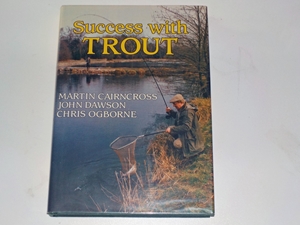 Success with
TROUT
MARTIN CAIRNCROSS
JOHN DAWSON
CHRIS OGBORNE